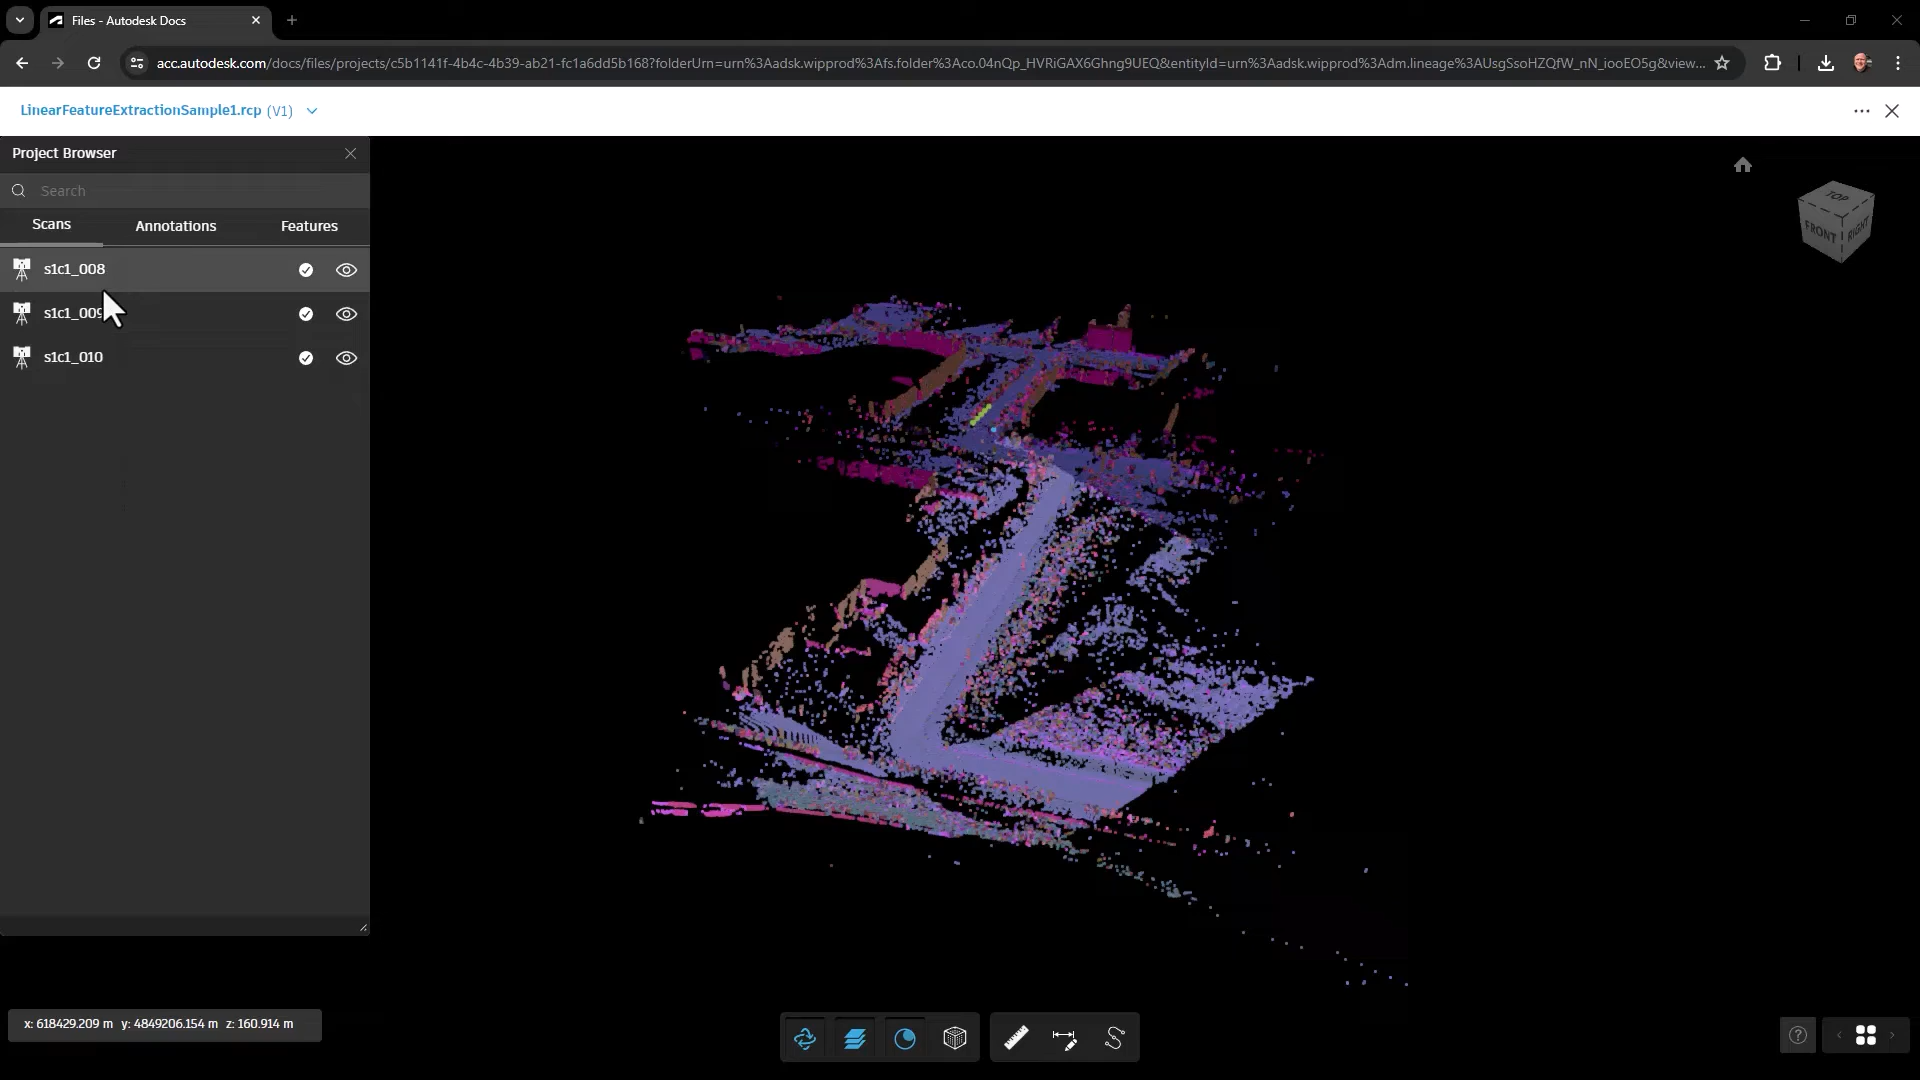 Files - Autodesk Docs
acc.autodesk.com/docs/files/projects/c5b1141f-4b4c-4b39-ab21-fc1a6dd5b168?folderUrn=urn%3Aadsk.wipprod%3Afs.folder%3Aco.04nQp_HVRiGAX6Ghng9UEQ&entityId=urn%3Aadsk.wipprod%3Adm.lineage%3AUsgSsoHZQfW_nN_iooEO5g&view...
LinearFeatureExtractionSample1.rcp (V1)
Project Browser
Search
Scans Annotations Features
s1c1_008
s1c1_009
s1c1_010
TOP
FRONT RIGHT
x: 618429.209 m y: 4849206.154 m z: 160.914 m